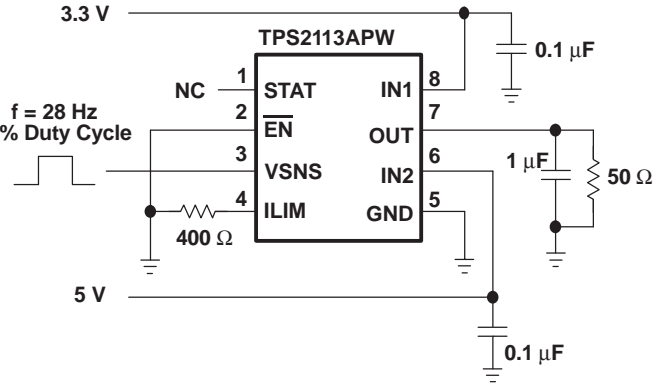 3.3 V
TPS2113APW
0.1 μF
NC
1
STAT
IN1
8
f = 28 Hz
% Duty Cycle
2
EN
OUT
7
3
VSNS
IN2
6
1 μF
50 Ω
4
ILIM
GND
5
400 Ω
5 V
0.1 μF